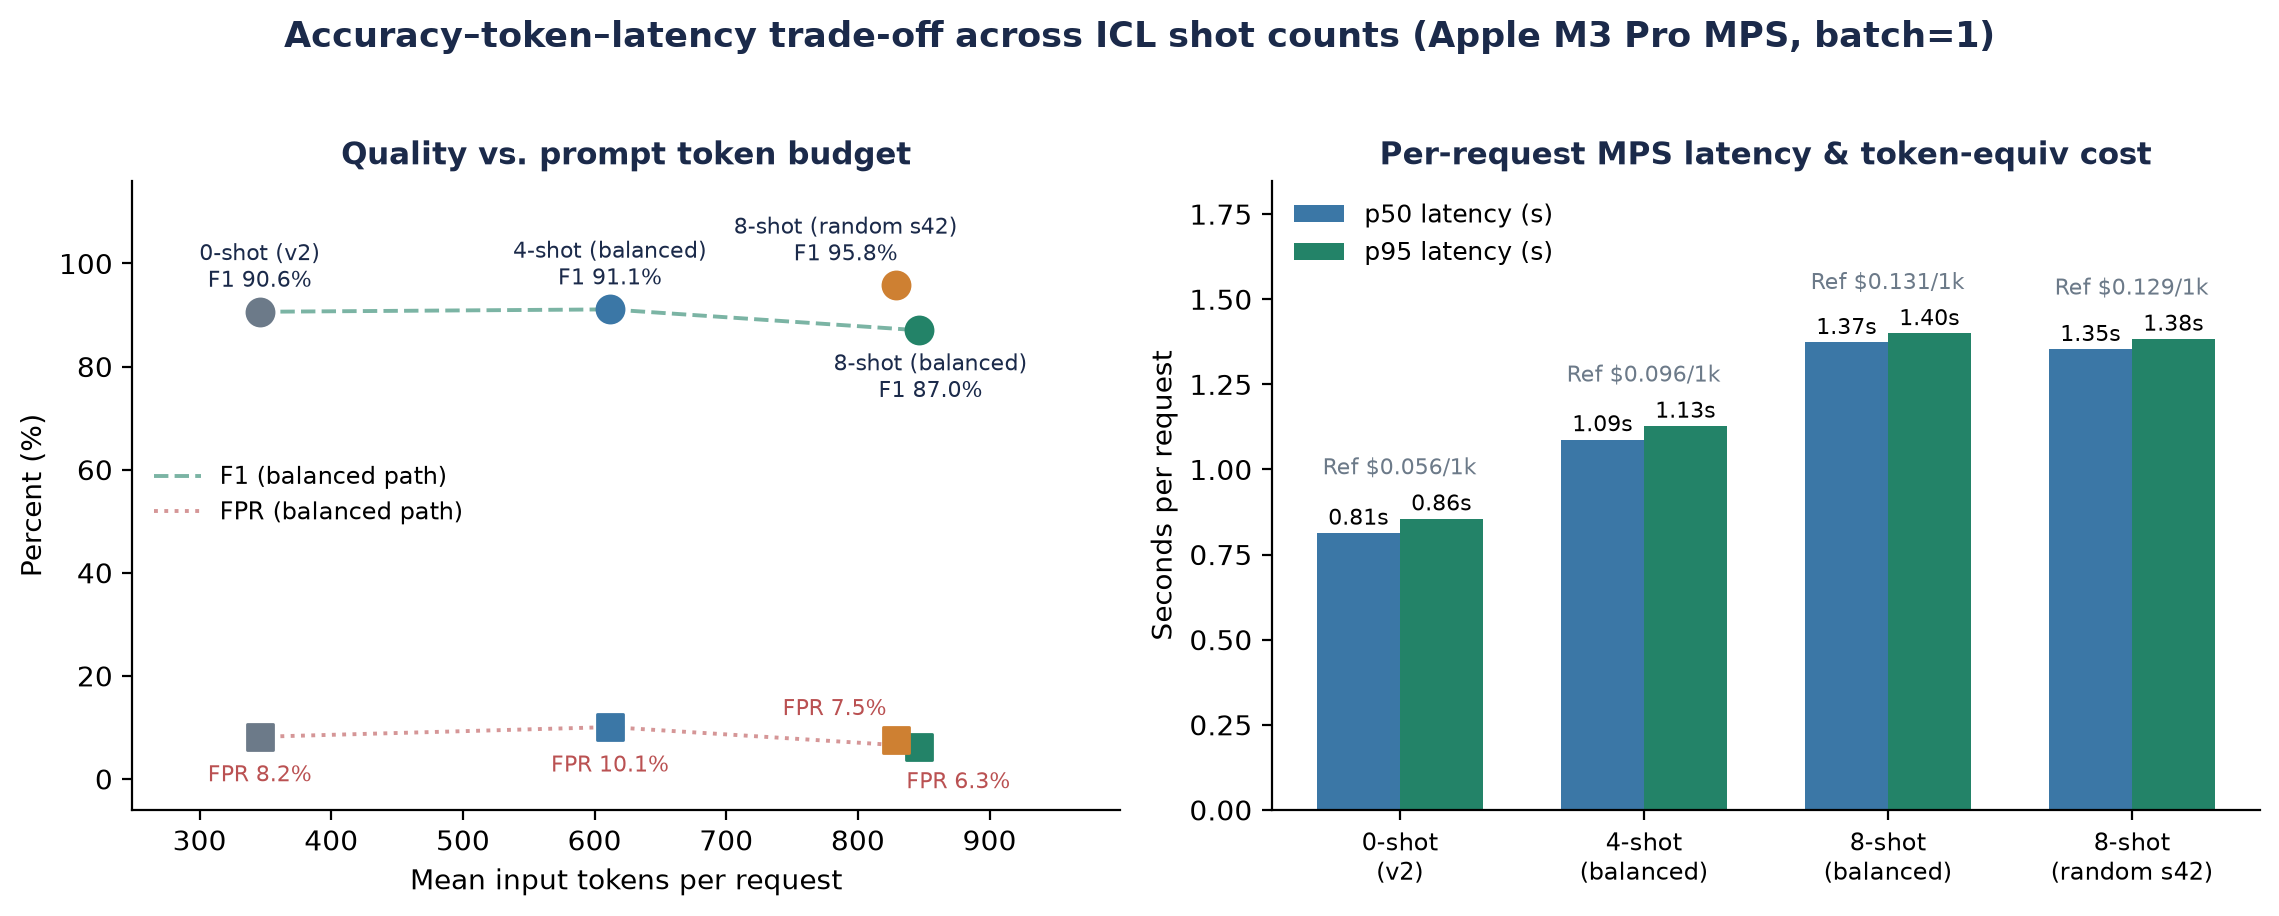 Accuracy–token–latency trade-off across ICL shot counts (Apple M3 Pro MPS, batch=1)
Quality vs. prompt token budget
Percent (%)
100
80
60
40
20
0
0-shot (v2)
F1 90.6%
4-shot (balanced)
F1 91.1%
8-shot (random s42)
F1 95.8%
8-shot (balanced)
F1 87.0%
F1 (balanced path)
FPR (balanced path)
FPR 8.2%
FPR 10.1%
FPR 7.5%
FPR 6.3%
300 400 500 600 700 800 900
Mean input tokens per request
Per-request MPS latency & token-equiv cost
Seconds per request
1.75
1.50
1.25
1.00
0.75
0.50
0.25
0.00
p50 latency (s)
p95 latency (s)
Ref $0.056/1k
0.81s 0.86s
Ref $0.096/1k
1.09s 1.13s
Ref $0.131/1k
1.37s 1.40s
Ref $0.129/1k
1.35s 1.38s
0-shot
(v2)
4-shot
(balanced)
8-shot
(balanced)
8-shot
(random s42)